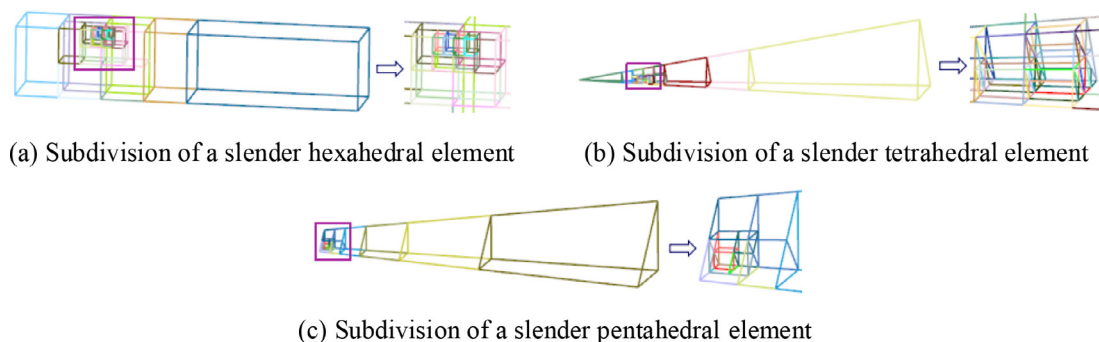 (a) Subdivision of a slender hexahedral element
(b) Subdivision of a slender tetrahedral element
(c) Subdivision of a slender pentahedral element